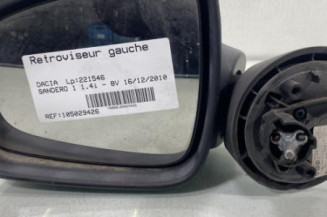 Retroviseur gauche
DACIA Lp:221546
SANDERO 1 1.4i - 8V 16/12/2010
REF:105029426